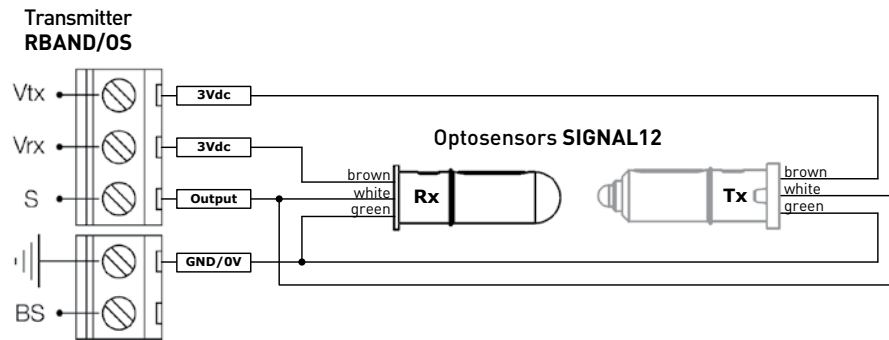 Transmitter
RBAND/OS
Vtx
3Vdc
Vrx
3Vdc
Optosensors SIGNAL12
S
Output
brown
white
green
Rx
Tx
brown
white
green
GND/0V
BS